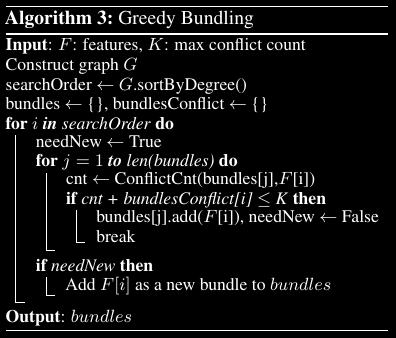 Algorithm 3: Greedy Bundling
Input: F: features, K: max conflict count
Construct graph G
searchOrder ← G.sortByDegree()
bundles ← {}, bundlesConflict ← {}
for i in searchOrder do
needNew ← True
for j = 1 to len(bundles) do
cnt ← ConflictCnt(bundles[j],F[i])
if cnt + bundlesConflict[i] ≤ K then
bundles[j].add(F[i]), needNew ← False
break
if needNew then
Add F[i] as a new bundle to bundles
Output: bundles